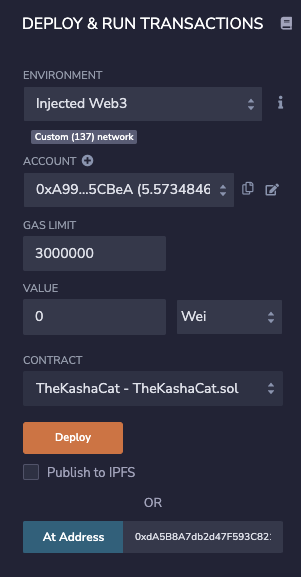 DEPLOY & RUN TRANSACTIONS
ENVIRONMENT
Injected Web3
i
Custom (137) network
ACCOUNT
0xA99...5CBeA (5.5734846
GAS LIMIT
3000000
VALUE
0
Wei
CONTRACT
TheKashaCat - TheKashaCat.sol
Deploy
Publish to IPFS
OR
At Address
0xdA5B8A7db2d47F593C82